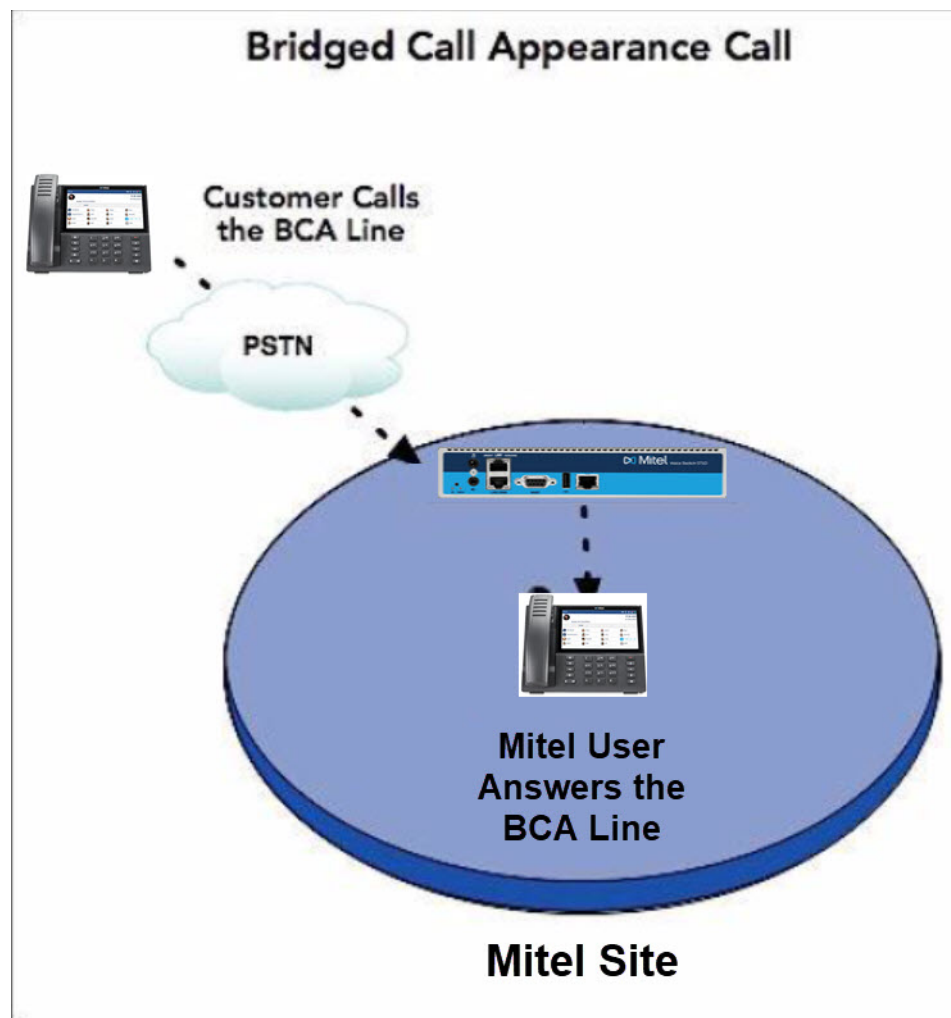 Bridged Call Appearance Call
Customer Calls
the BCA Line
PSTN
Mitel
Mitel User
Answers the
BCA Line
Mitel Site